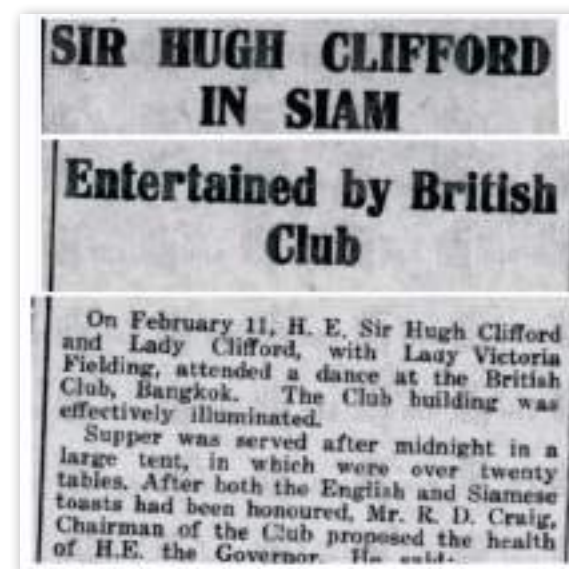 SIR HUGH CLIFFORD
IN SIAM
Entertained by British
Club
On February 11, H. E. Sir Hugh Clifford
and Lady Clifford, with Lady Victoria
Fielding, attended a dance at the British
Club, Bangkok. The Club building was
effectively illuminated.
Supper was served after midnight in a
large tent, in which were over twenty
tables. After both the English and Siamese
toasts had been honoured, Mr. R. D. Craig,
Chairman of the Club proposed the health
of H.E. the Governor. He said: